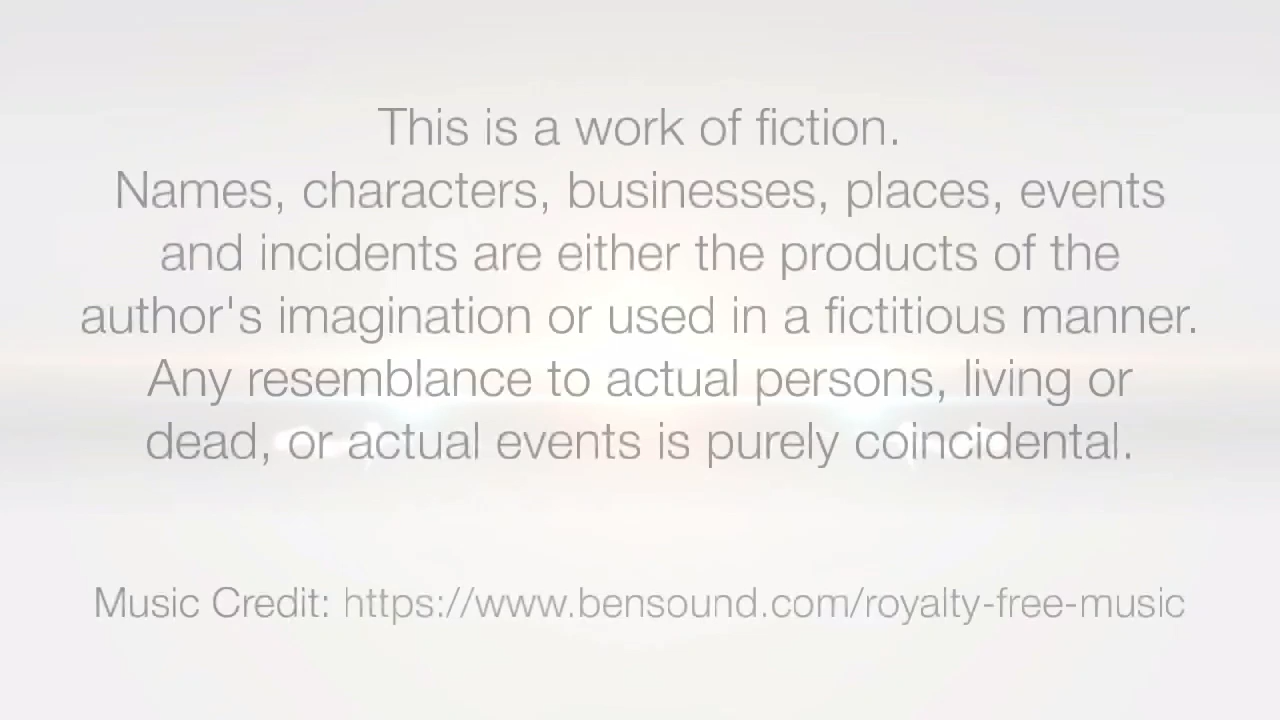 This is a work of fiction.
Names, characters, businesses, places, events
and incidents are either the products of the
author's imagination or used in a fictitious manner.
Any resemblance to actual persons, living or
dead, or actual events is purely coincidental.
Music Credit: https://www.bensound.com/royalty-free-music